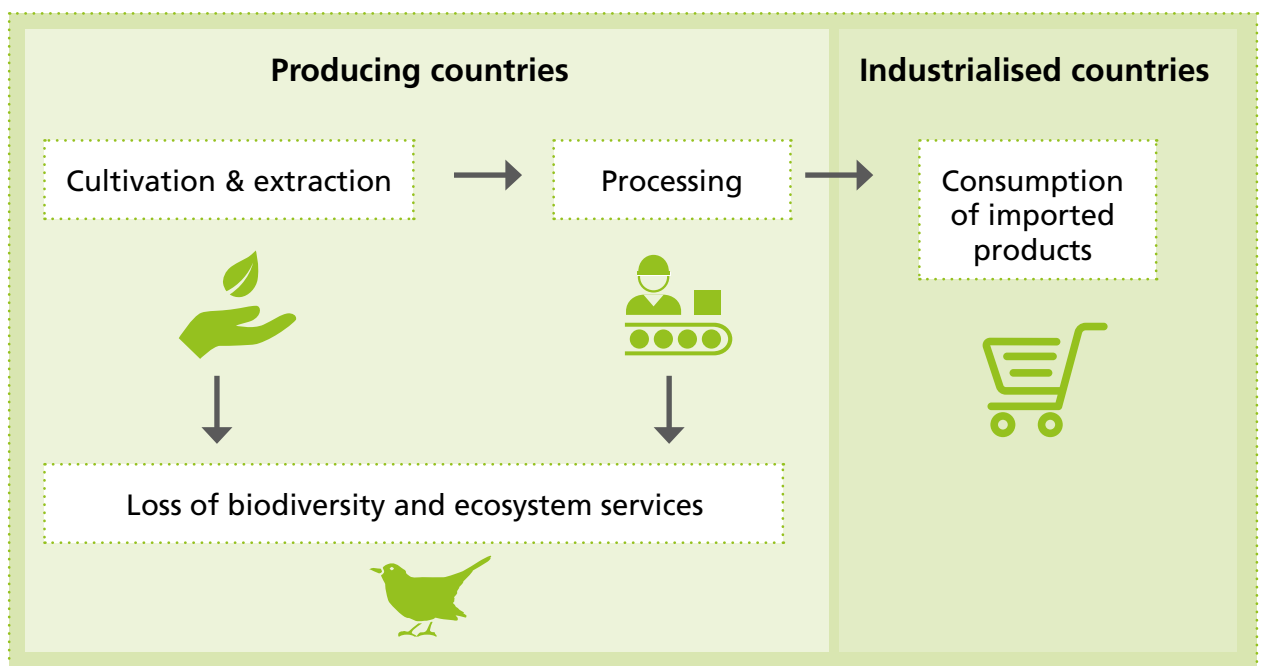 Producing countries
Industrialised countries
Cultivation & extraction
Processing
Consumption
of imported
products
Loss of biodiversity and ecosystem services